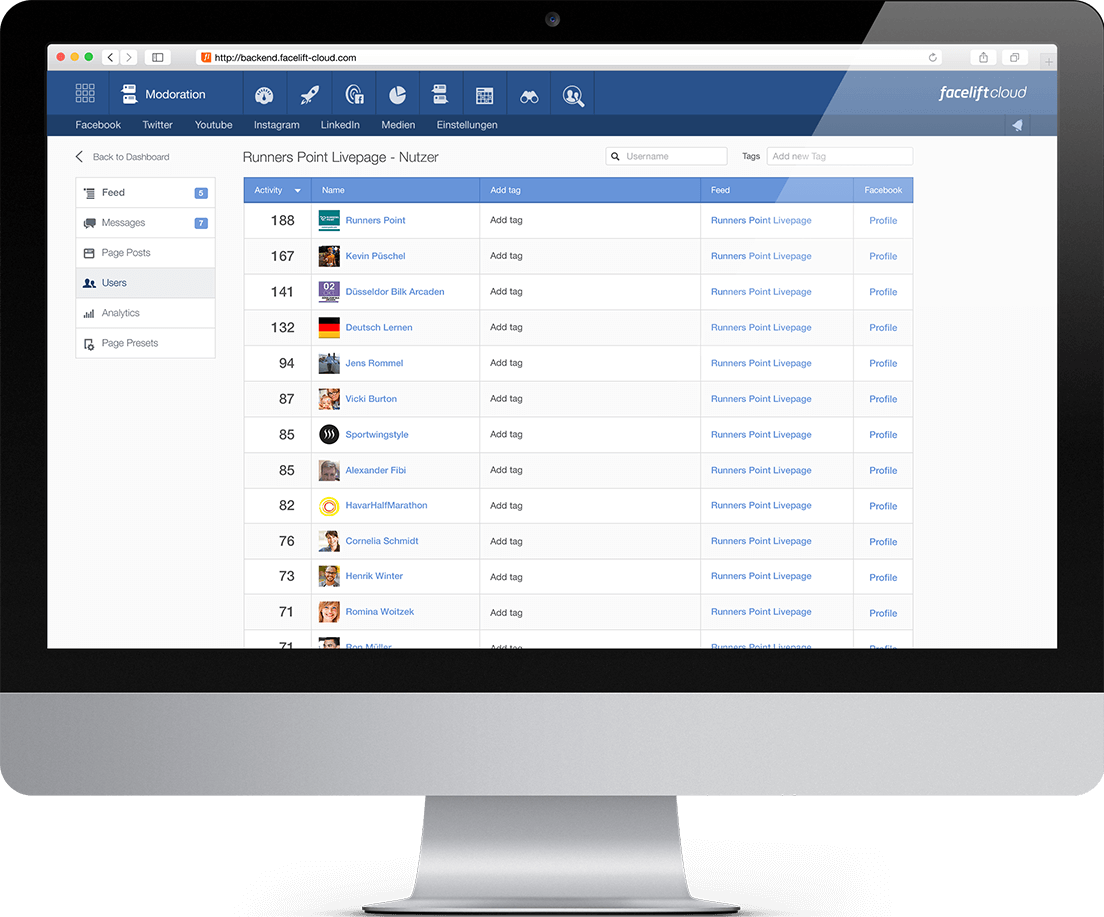 http://backend.facelift-cloud.com
Modoration
faceliftcloud
Facebook Twitter Youtube Instagram LinkedIn Medien Einstellungen
Back to Dashboard
Runners Point Livepage - Nutzer
Username
Tags Add new Tag
Feed 5
Messages 7
Page Posts
Users
Analytics
Page Presets
Activity Name Add tag Feed Facebook
188 Runners Point Add tag Runners Point Livepage Profile
167 Kevin Püschel Add tag Runners Point Livepage Profile
02
141 Düsseldor Bilk Arcaden Add tag Runners Point Livepage Profile
132 Deutsch Lernen Add tag Runners Point Livepage Profile
94 Jens Rommel Add tag Runners Point Livepage Profile
87 Vicki Burton Add tag Runners Point Livepage Profile
85 Sportwingstyle Add tag Runners Point Livepage Profile
85 Alexander Fibi Add tag Runners Point Livepage Profile
82 HavarHalfMarathon Add tag Runners Point Livepage Profile
76 Cornelia Schmidt Add tag Runners Point Livepage Profile
73 Henrik Winter Add tag Runners Point Livepage Profile
71 Romina Woitzek Add tag Runners Point Livepage Profile
71 Ron Müller Add tag Runners Point Livepage Profile